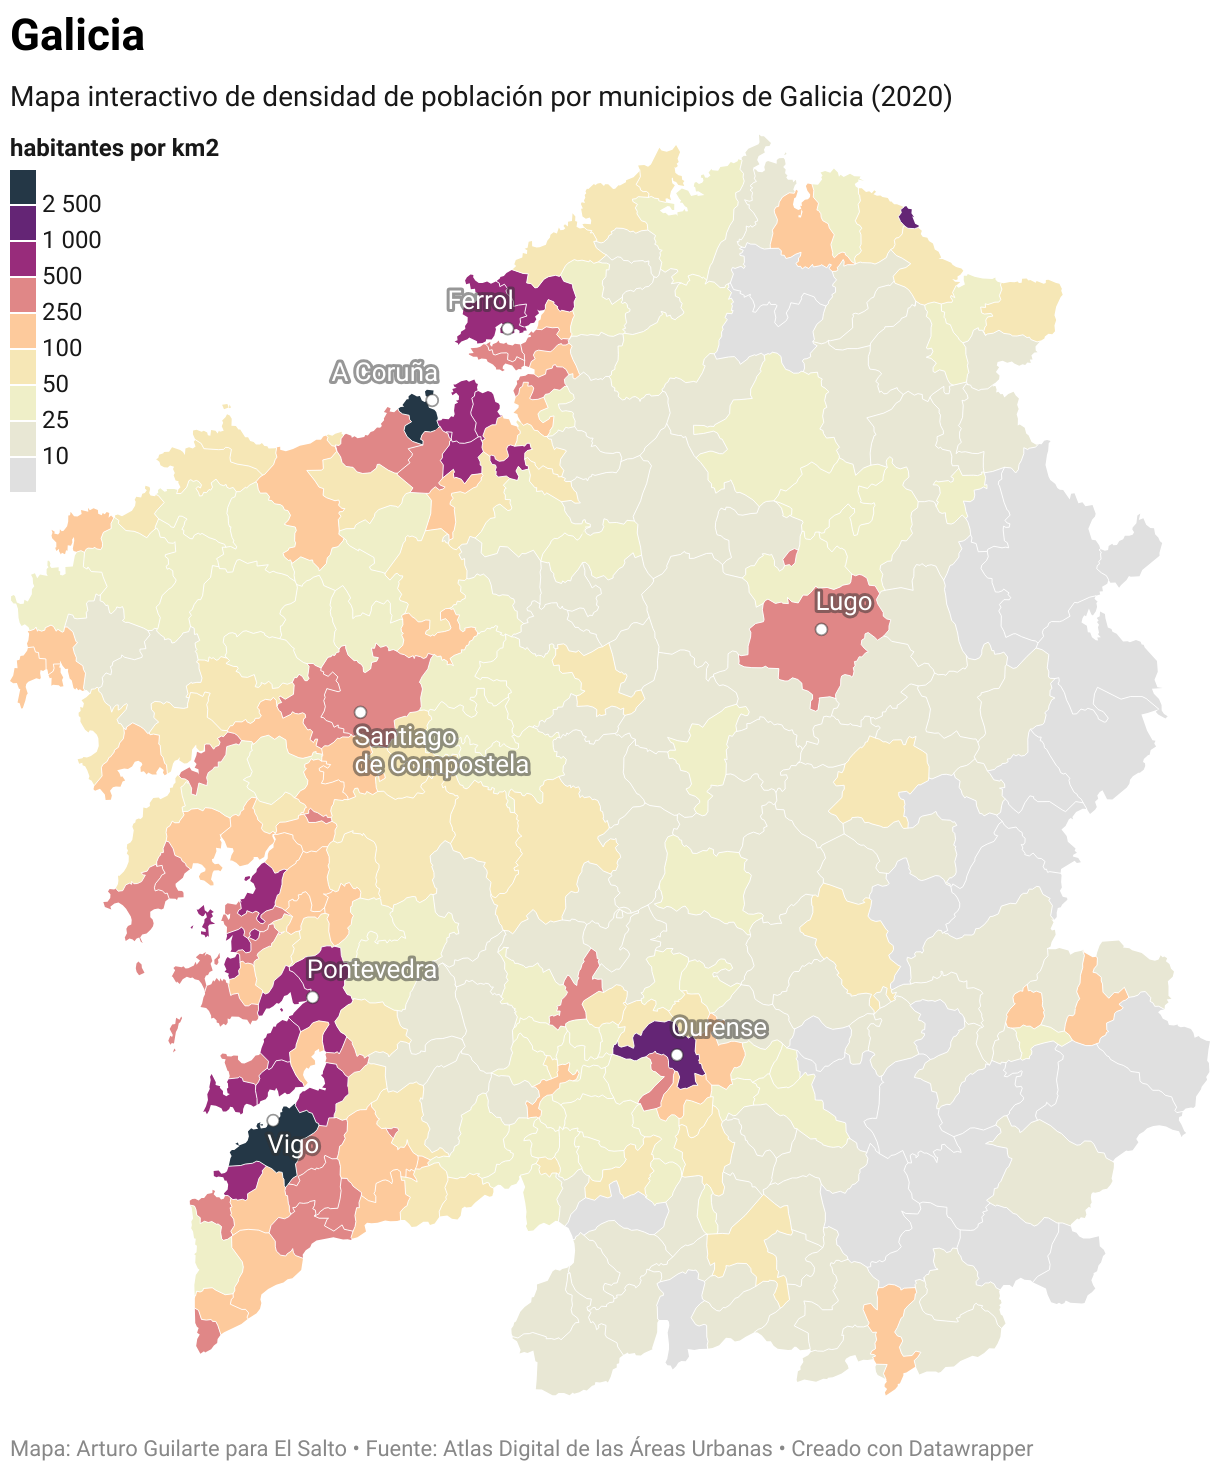 Galicia
Mapa interactivo de densidad de población por municipios de Galicia (2020)
habitantes por km2
2 500
1 000
500
250
100
50
25
10
Ferrol
A Coruña
Lugo
Santiago
de Compostela
Pontevedra
Ourense
Vigo
Mapa: Arturo Guilarte para El Salto • Fuente: Atlas Digital de las Áreas Urbanas • Creado con Datawrapper